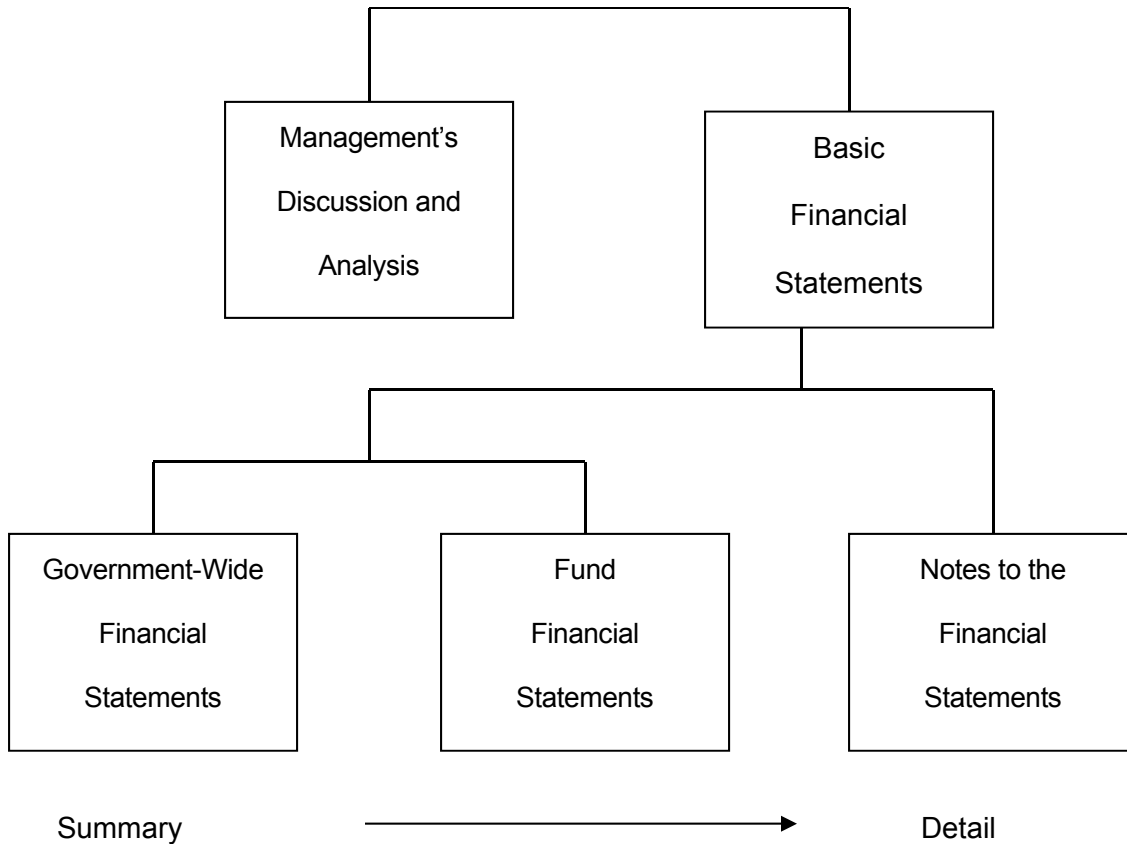 Management’s
Discussion and
Analysis
Basic
Financial
Statements
Government-Wide
Financial
Statements
Fund
Financial
Statements
Notes to the
Financial
Statements
Summary
Detail